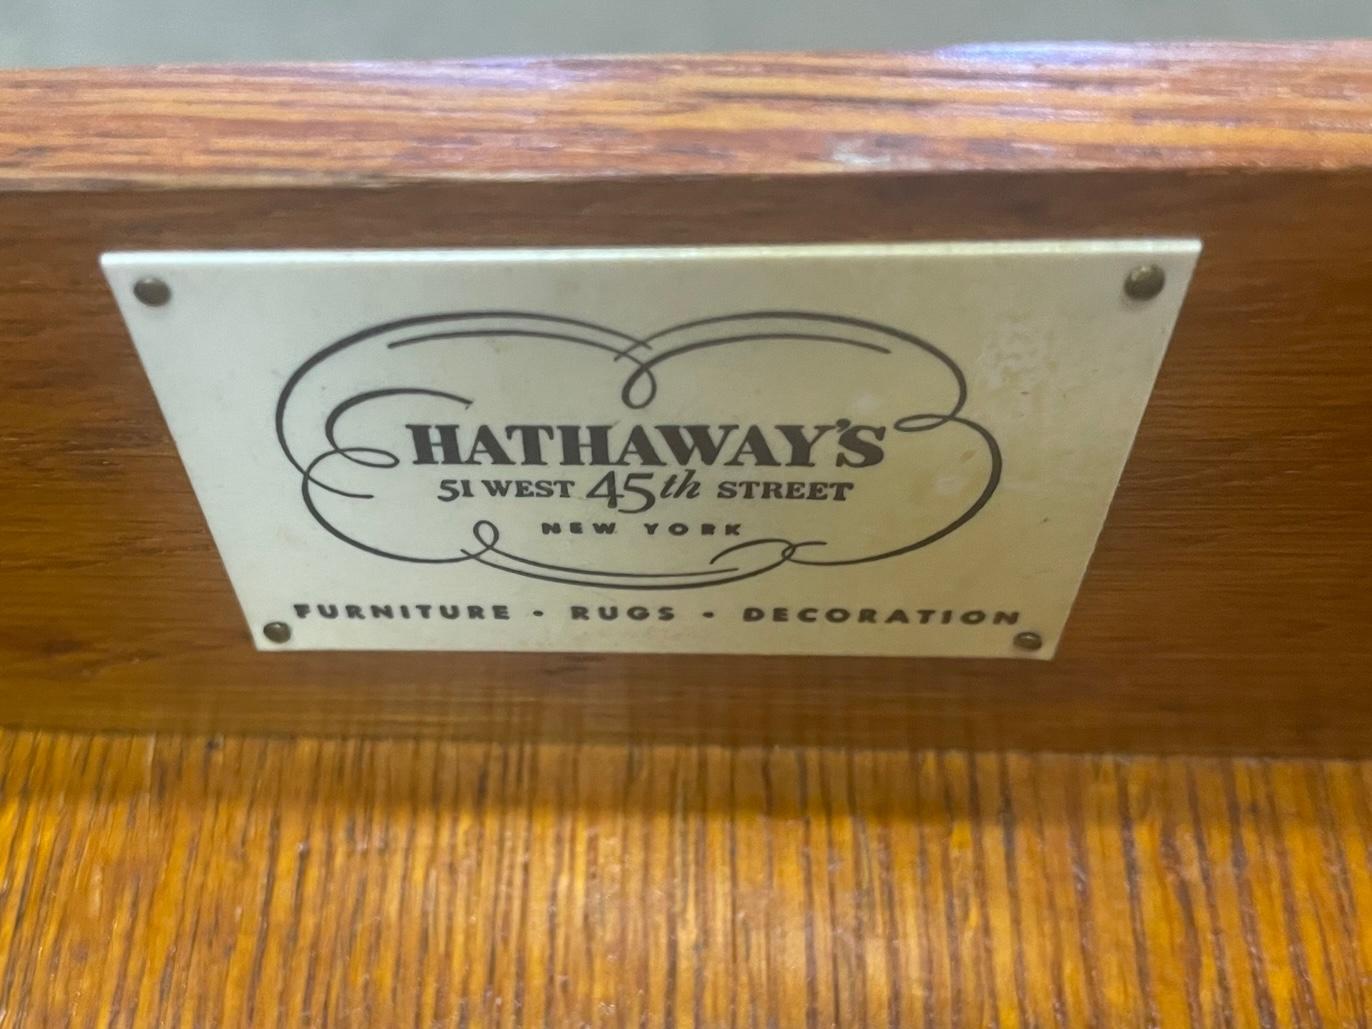 HATHAWAY'S
51 WEST 45th STREET
NEW YORK
FURNITURE · RUGS · DECORATION